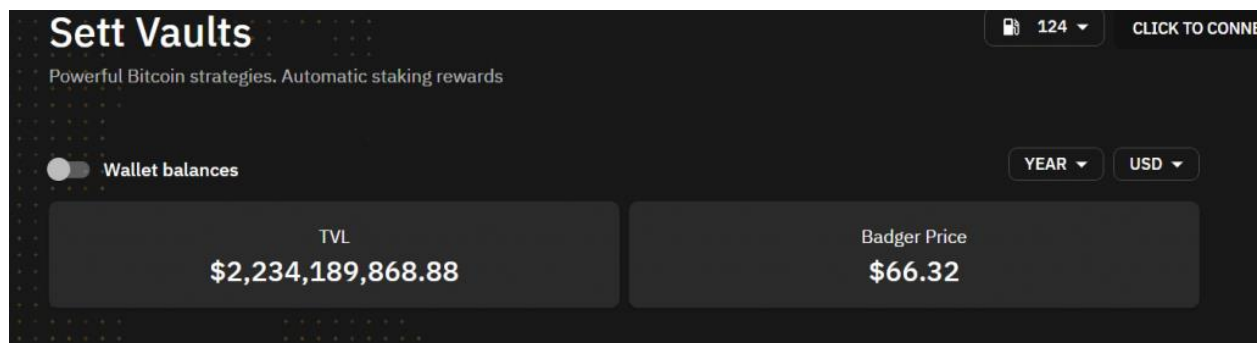 Sett Vaults
124
CLICK TO CONNE
Powerful Bitcoin strategies. Automatic staking rewards
Wallet balances
YEAR
USD
TVL
Badger Price
$2,234,189,868.88
$66.32